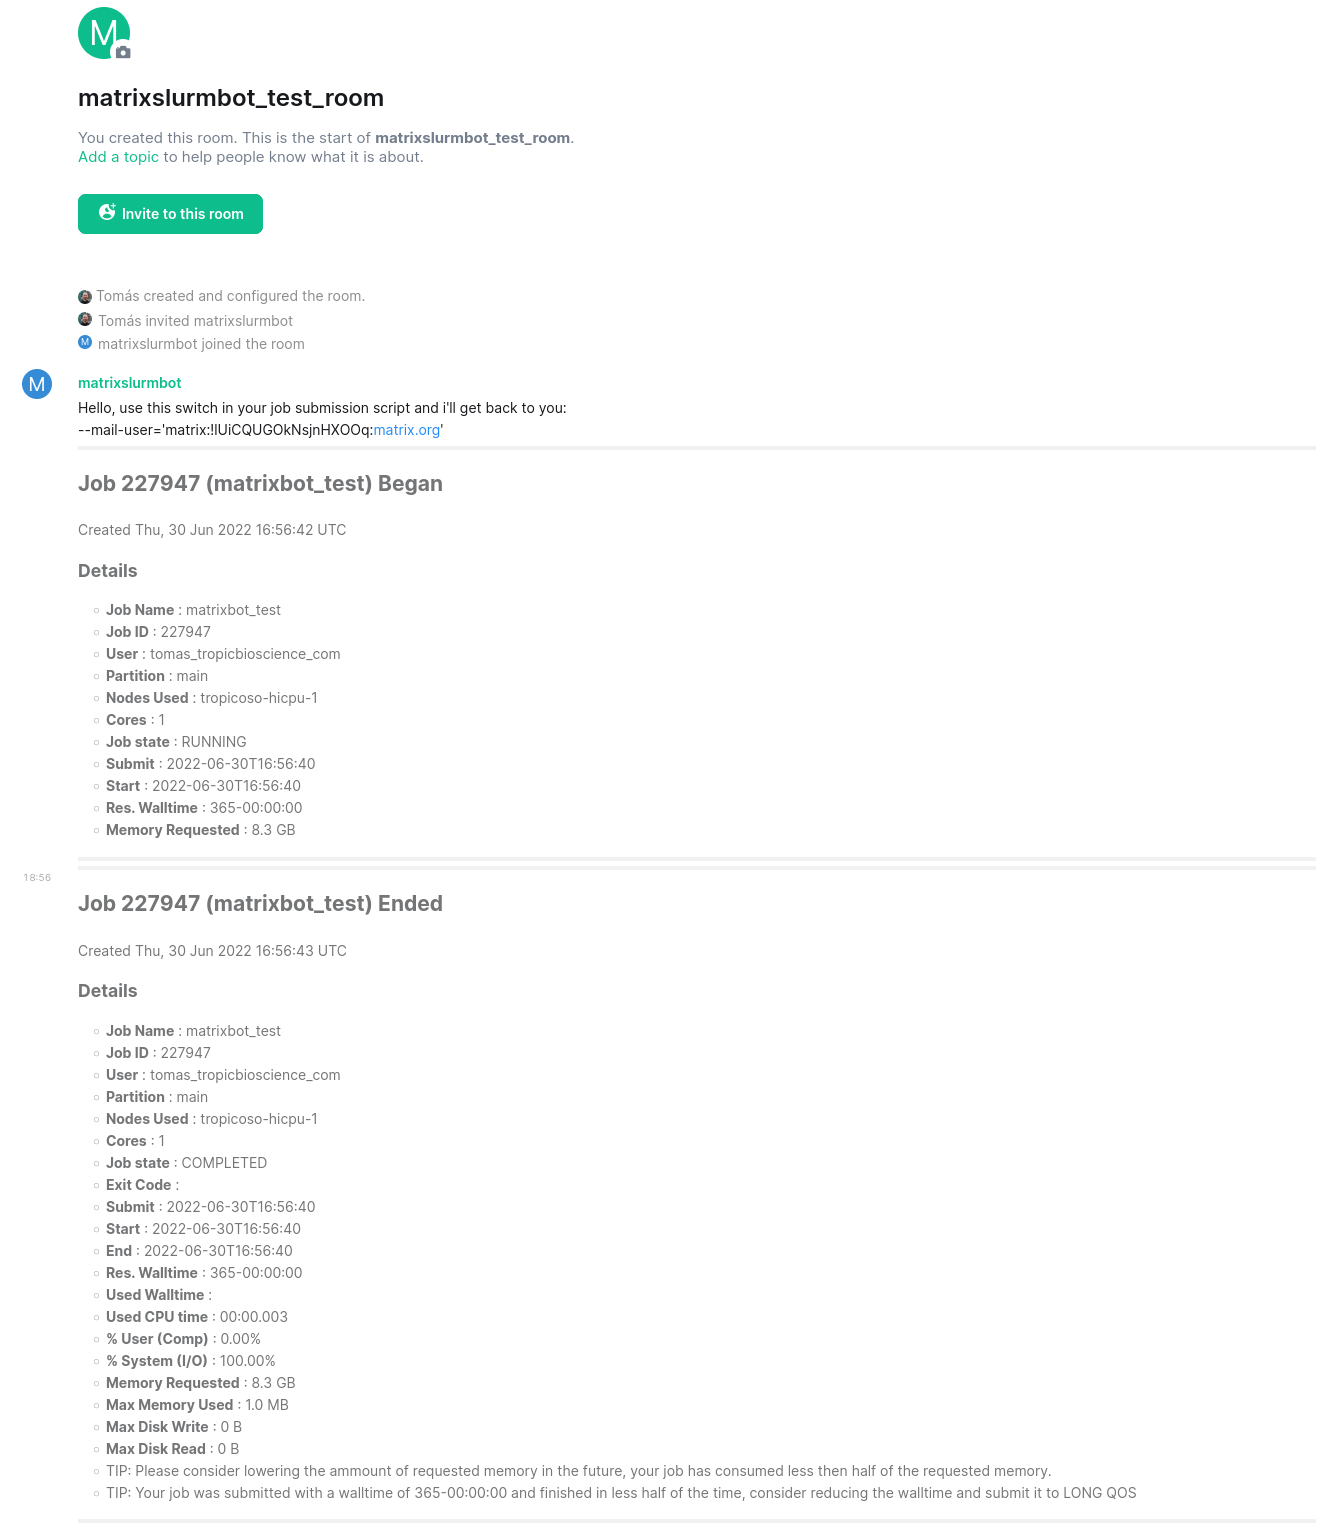 M
matrixslurmbot_test_room
You created this room. This is the start of matrixslurmbot_test_room.
Add a topic to help people know what it is about.
Invite to this room
Tomás created and configured the room.
Tomás invited matrixslurmbot
M matrixslurmbot joined the room
M matrixslurmbot
Hello, use this switch in your job submission script and i'll get back to you:
--mail-user='matrix:!lUiCQUGOkNsjnHXOOq:matrix.org'
Job 227947 (matrixbot_test) Began
Created Thu, 30 Jun 2022 16:56:42 UTC
Details
Job Name : matrixbot_test
Job ID : 227947
User : tomas_tropicbioscience_com
Partition : main
Nodes Used : tropicoso-hicpu-1
Cores : 1
Job state : RUNNING
Submit : 2022-06-30T16:56:40
Start : 2022-06-30T16:56:40
Res. Walltime : 365-00:00:00
Memory Requested : 8.3 GB
18:56
Job 227947 (matrixbot_test) Ended
Created Thu, 30 Jun 2022 16:56:43 UTC
Details
Job Name : matrixbot_test
Job ID : 227947
User : tomas_tropicbioscience_com
Partition : main
Nodes Used : tropicoso-hicpu-1
Cores : 1
Job state : COMPLETED
Exit Code :
Submit : 2022-06-30T16:56:40
Start : 2022-06-30T16:56:40
End : 2022-06-30T16:56:40
Res. Walltime : 365-00:00:00
Used Walltime :
Used CPU time : 00:00.003
% User (Comp) : 0.00%
% System (I/O) : 100.00%
Memory Requested : 8.3 GB
Max Memory Used : 1.0 MB
Max Disk Write : 0 B
Max Disk Read : 0 B
TIP: Please consider lowering the ammount of requested memory in the future, your job has consumed less then half of the requested memory.
TIP: Your job was submitted with a walltime of 365-00:00:00 and finished in less half of the time, consider reducing the walltime and submit it to LONG QOS